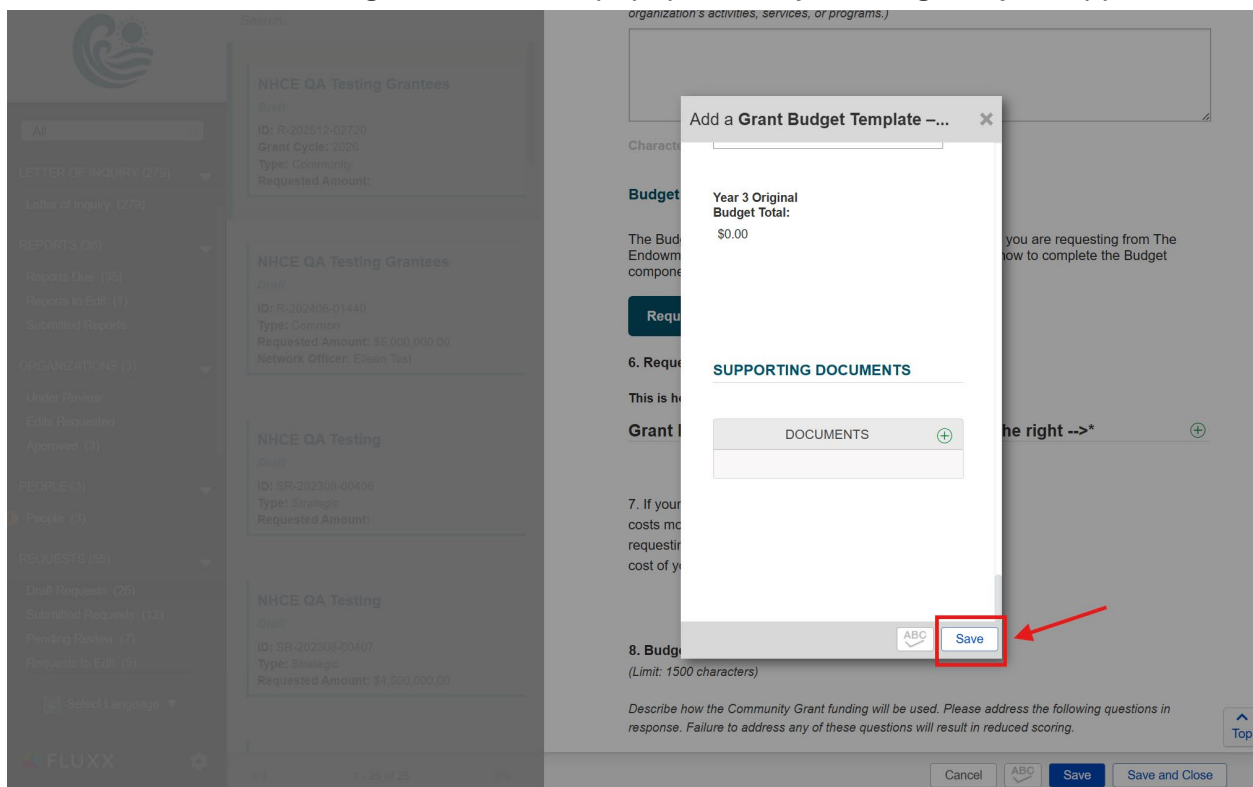 organization's activities, services, or programs.)
Search...
NHCE QA Testing Grantees
Draft
ID: R-202512-02720
Grant Cycle: 2026
Type: Community
Requested Amount:
NHCE QA Testing Grantees
Draft
ID: R-202406-01440
Type: Common
Requested Amount: $5,000,000.00
Network Officer: Eileen Test
NHCE QA Testing
Draft
ID: SR-202308-00406
Type: Strategic
Requested Amount:
NHCE QA Testing
Draft
ID: SR-202308-00407
Type: Strategic
Requested Amount: $4,500,000.00
1 - 25 of 25
All
LETTER OF INQUIRY (279)
Letter of Inquiry (279)
REPORTS (36)
Reports Due (35)
Reports to Edit (1)
Submitted Reports
ORGANIZATIONS (3)
Under Review
Edits Requested
Approved (3)
PEOPLE (3)
People (3)
REQUESTS (55)
Draft Requests (25)
Submitted Requests (12)
Pending Review (7)
Requests to Edit (9)
Select Language ▼
FLUXX
Add a Grant Budget Template –... ×
Year 3 Original
Budget Total:
$0.00
SUPPORTING DOCUMENTS
DOCUMENTS
ABC
Save
Charact
Budget
The Bud you are requesting from The
Endowm how to complete the Budget
compone
Requ
6. Reque
This is h
Grant he right -->*
7. If your
costs mo
requestin
cost of y
8. Budg
(Limit: 1500 characters)
Describe how the Community Grant funding will be used. Please address the following questions in
response. Failure to address any of these questions will result in reduced scoring.
Top
Cancel
ABC
Save
Save and Close